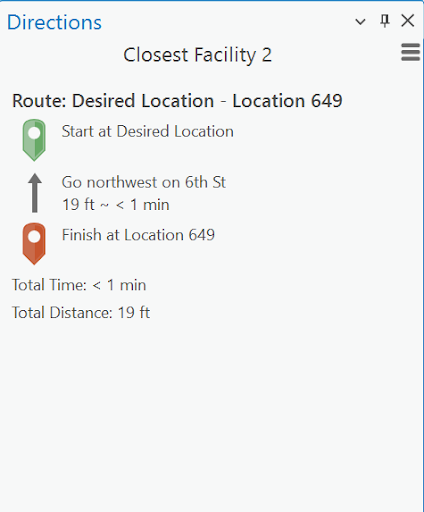 Directions
Closest Facility 2
Route: Desired Location - Location 649
Start at Desired Location
Go northwest on 6th St
19 ft ~ < 1 min
Finish at Location 649
Total Time: < 1 min
Total Distance: 19 ft